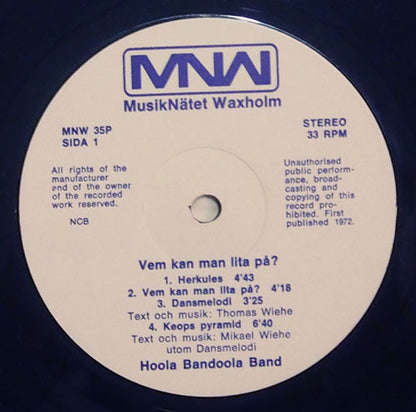 MNW
MusikNätet Waxholm
MNW 35P
SIDA 1
STEREO
33 RPM
All rights of the
manufacturer
and of the owner
of the recorded
work reserved.
NCB
Unauthorised
public perform-
ance, broad-
casting and
copying of this
record pro-
hibited. First
published 1972.
Vem kan man lita på?
1. Herkules 4'43
2. Vem kan man lita på? 4'18
3. Dansmelodi 3'25
Text och musik: Thomas Wiehe
4. Keops pyramid 6'40
Text och musik: Mikael Wiehe
utom Dansmelodi
Hoola Bandoola Band